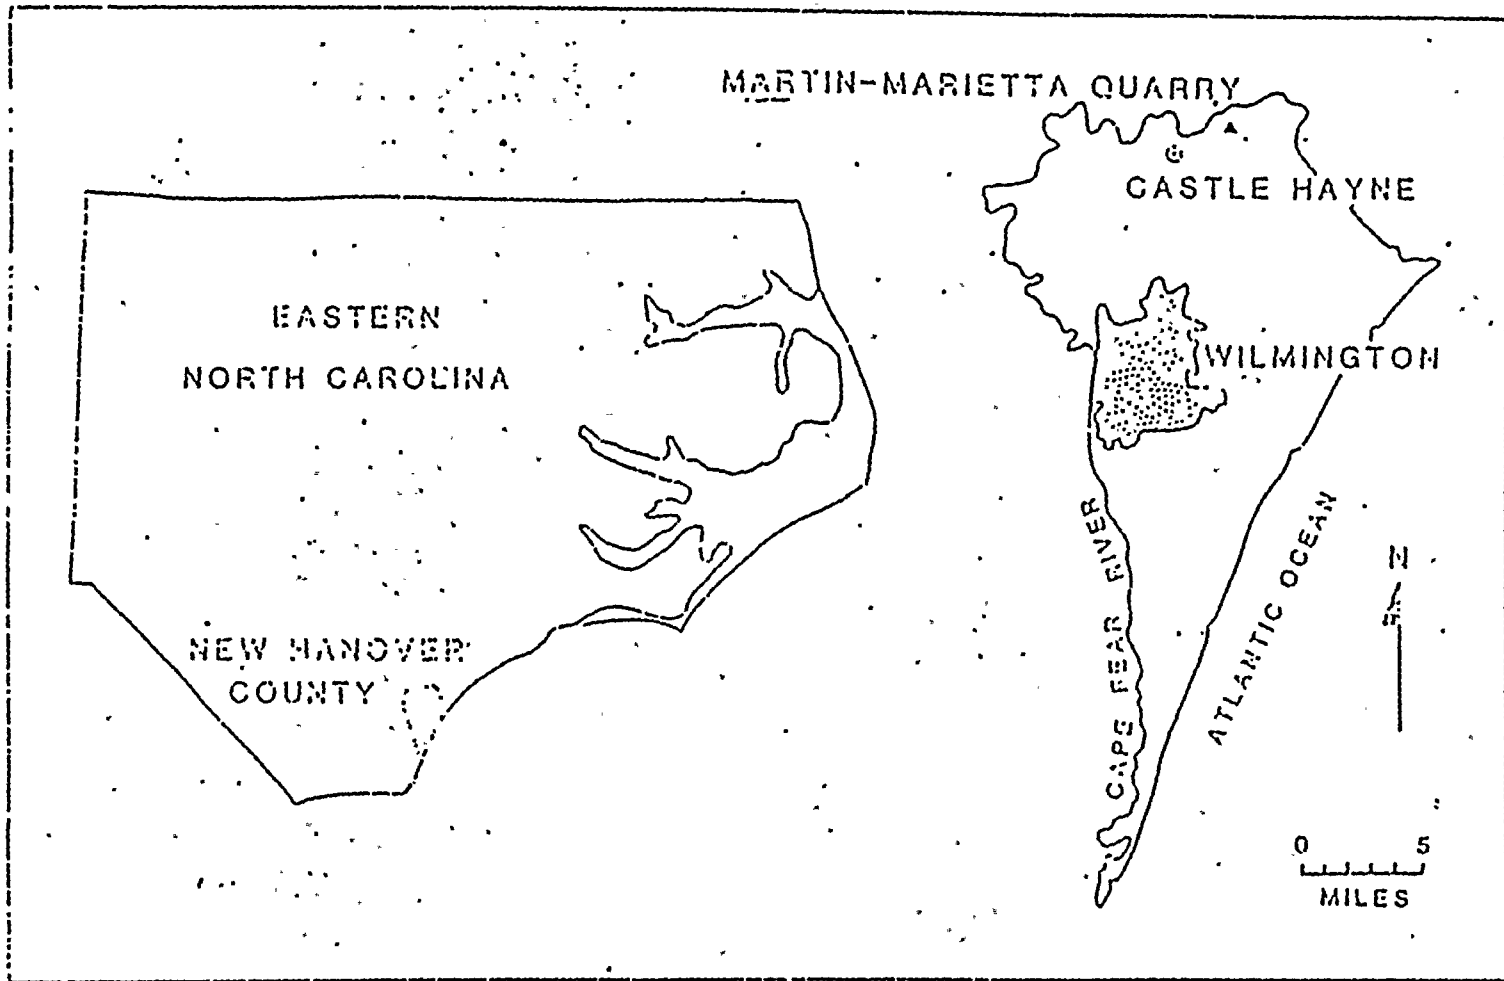 MARTIN-MARIETTA QUARRY
CASTLE HAYNE
EASTERN
NORTH CAROLINA
WILMINGTON
CAPE FEAR RIVER
ATLANTIC OCEAN
N
NEW HANOVER
COUNTY
0 5
MILES